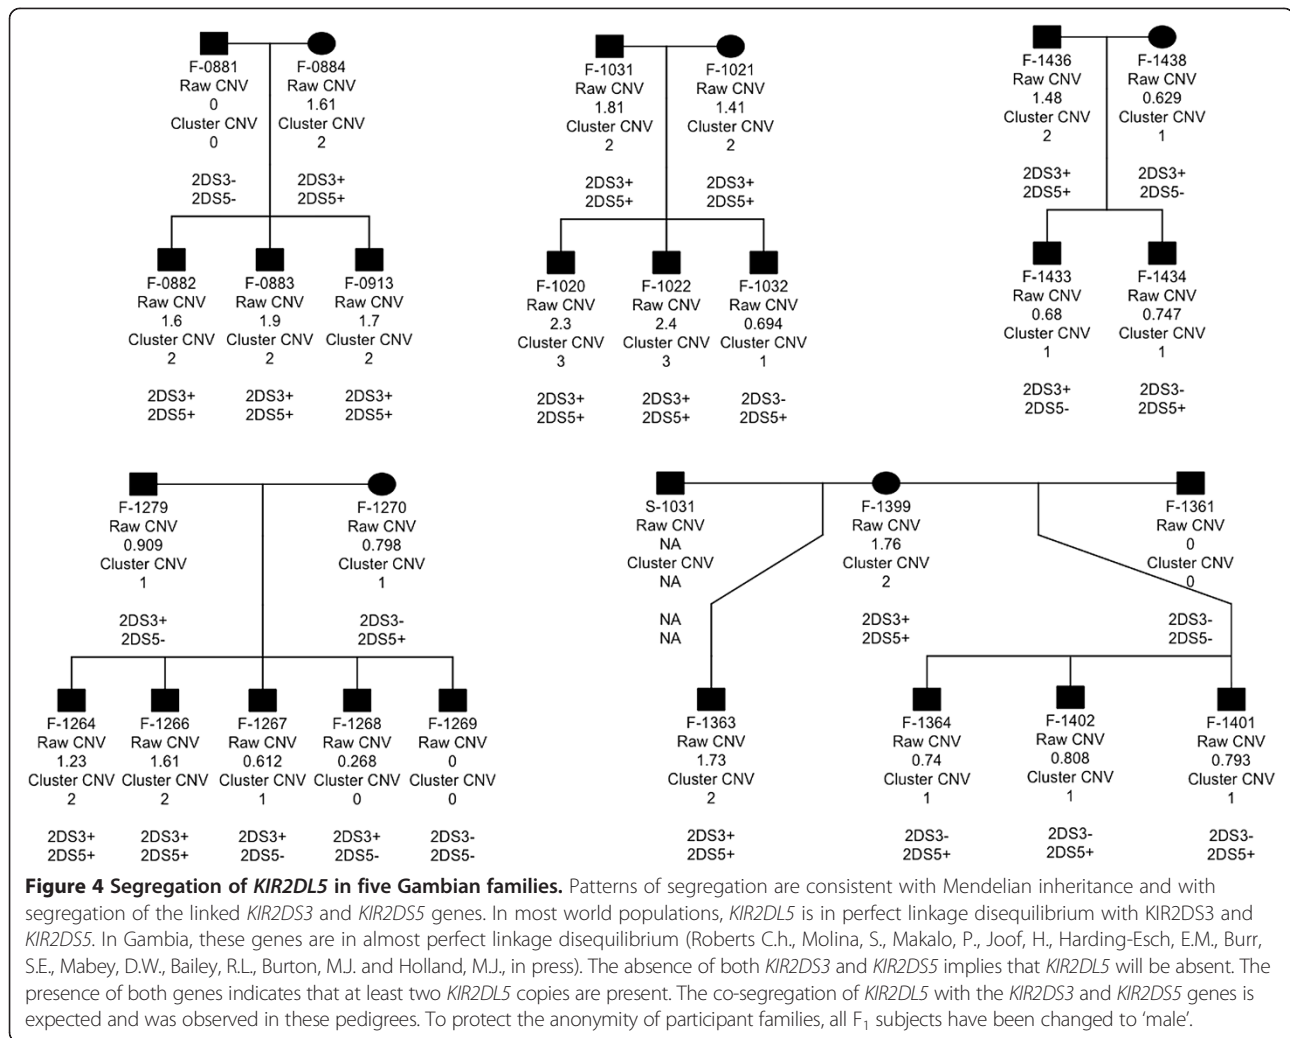 F-0881 F-0884
Raw CNV Raw CNV
0 1.61
Cluster CNV Cluster CNV
0 2
2DS3- 2DS3+
2DS5- 2DS5+
F-0882 F-0883 F-0913
Raw CNV Raw CNV Raw CNV
1.6 1.9 1.7
Cluster CNV Cluster CNV Cluster CNV
2 2 2
2DS3+ 2DS3+ 2DS3+
2DS5+ 2DS5+ 2DS5+
F-1031 F-1021
Raw CNV Raw CNV
1.81 1.41
Cluster CNV Cluster CNV
2 2
2DS3+ 2DS3+
2DS5+ 2DS5+
F-1020 F-1022 F-1032
Raw CNV Raw CNV Raw CNV
2.3 2.4 0.694
Cluster CNV Cluster CNV Cluster CNV
3 3 1
2DS3+ 2DS3+ 2DS3-
2DS5+ 2DS5+ 2DS5+
F-1436 F-1438
Raw CNV Raw CNV
1.48 0.629
Cluster CNV Cluster CNV
2 1
2DS3+ 2DS3+
2DS5+ 2DS5-
F-1433 F-1434
Raw CNV Raw CNV
0.68 0.747
Cluster CNV Cluster CNV
1 1
2DS3+ 2DS3-
2DS5- 2DS5+
F-1279 F-1270
Raw CNV Raw CNV
0.909 0.798
Cluster CNV Cluster CNV
1 1
2DS3+ 2DS3-
2DS5- 2DS5+
F-1264 F-1266 F-1267 F-1268 F-1269
Raw CNV Raw CNV Raw CNV Raw CNV Raw CNV
1.23 1.61 0.612 0.268 0
Cluster CNV Cluster CNV Cluster CNV Cluster CNV Cluster CNV
2 2 1 0 0
2DS3+ 2DS3+ 2DS3+ 2DS3+ 2DS3-
2DS5+ 2DS5+ 2DS5- 2DS5- 2DS5-
S-1031 F-1399 F-1361
Raw CNV Raw CNV Raw CNV
NA 1.76 0
Cluster CNV Cluster CNV Cluster CNV
NA 2 0
NA 2DS3+ 2DS3-
NA 2DS5+ 2DS5-
F-1363 F-1364 F-1402 F-1401
Raw CNV Raw CNV Raw CNV Raw CNV
1.73 0.74 0.808 0.793
Cluster CNV Cluster CNV Cluster CNV Cluster CNV
2 1 1 1
2DS3+ 2DS3- 2DS3- 2DS3-
2DS5+ 2DS5+ 2DS5+ 2DS5+
Figure 4 Segregation of KIR2DL5 in five Gambian families. Patterns of segregation are consistent with Mendelian inheritance and with
segregation of the linked KIR2DS3 and KIR2DS5 genes. In most world populations, KIR2DL5 is in perfect linkage disequilibrium with KIR2DS3 and
KIR2DS5. In Gambia, these genes are in almost perfect linkage disequilibrium (Roberts C.h., Molina, S., Makalo, P., Joof, H., Harding-Esch, E.M., Burr,
S.E., Mabey, D.W., Bailey, R.L., Burton, M.J. and Holland, M.J., in press). The absence of both KIR2DS3 and KIR2DS5 implies that KIR2DL5 will be absent. The
presence of both genes indicates that at least two KIR2DL5 copies are present. The co-segregation of KIR2DL5 with the KIR2DS3 and KIR2DS5 genes is
expected and was observed in these pedigrees. To protect the anonymity of participant families, all F1 subjects have been changed to ‘male’.